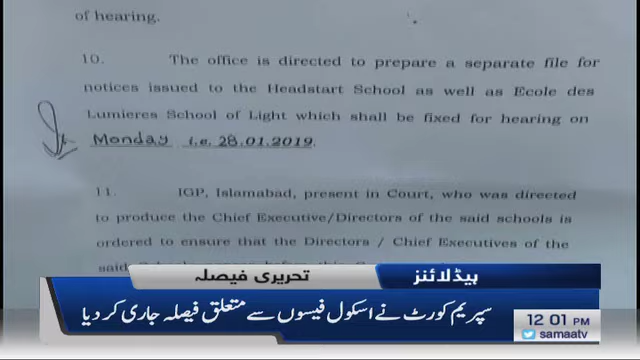 of hearing.
10. The office is directed to prepare a separate file for
notices issued to the Headstart School as well as Ecole des
Lumieres School of Light which shall be fixed for hearing on
Monday i.e. 28.01.2019.
11. IGP, Islamabad, present in Court, who was directed
to produce the Chief Executive/Directors of the said schools is
ordered to ensure that the Directors / Chief Executives of the
said
تحریری فیصلہ
ہیڈلائنز
سپریم کورٹ نے اسکول فیسوں سے متعلق فیصلہ جاری کر دیا
12 01 PM
samaatv